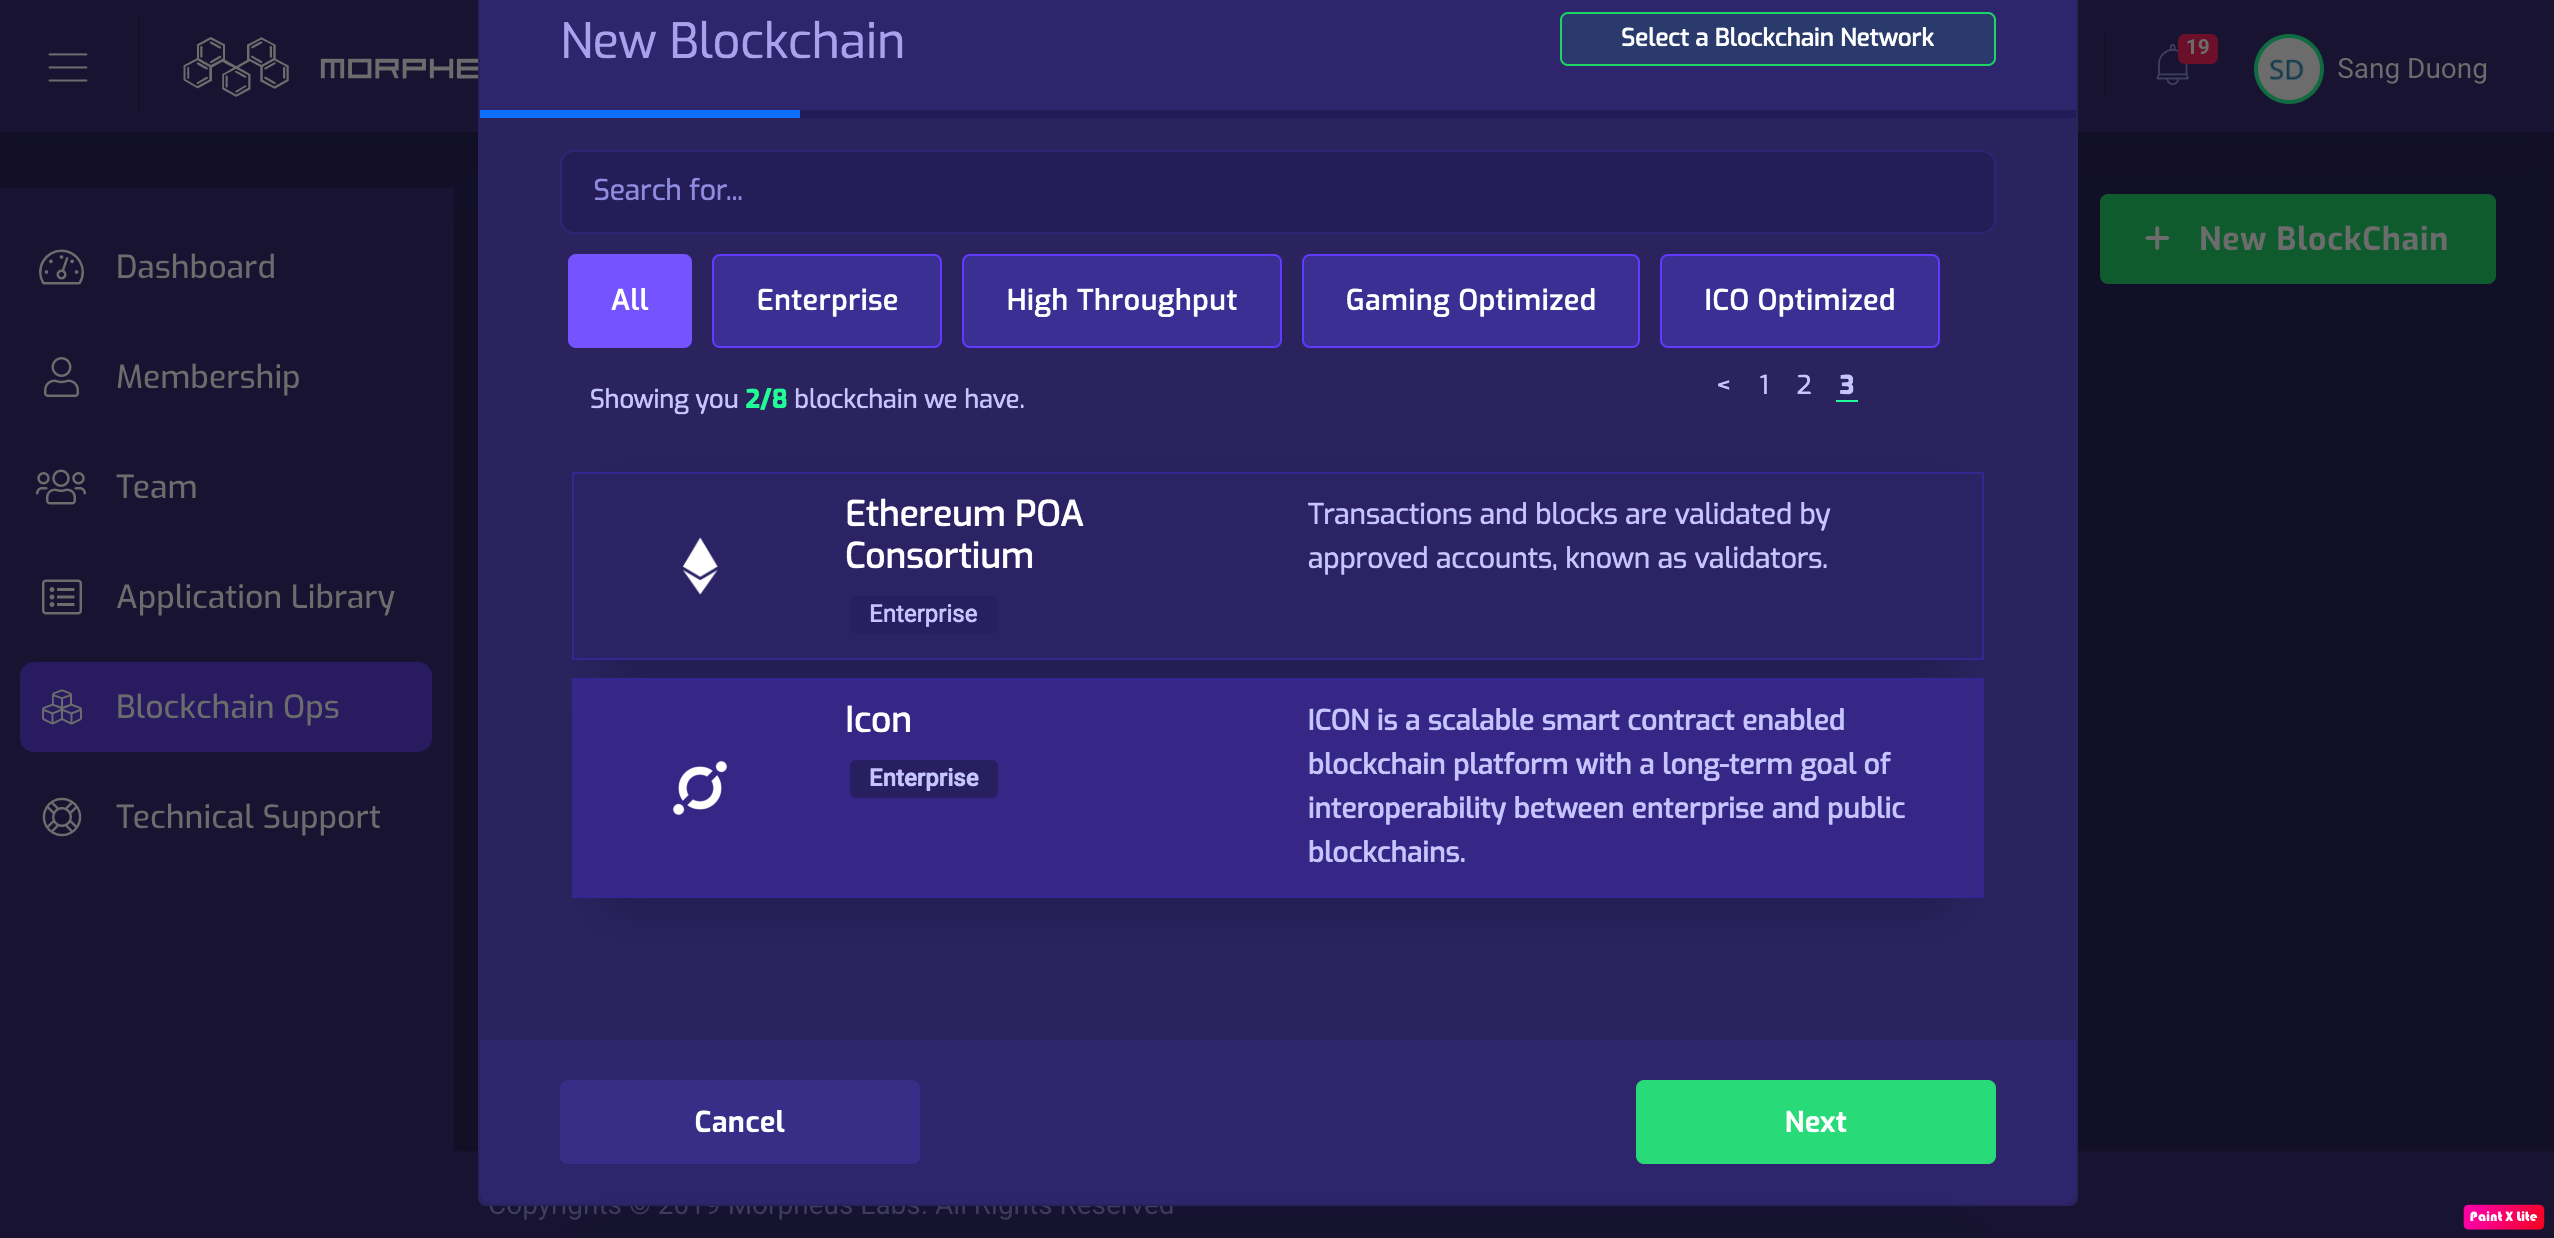 MORPHE
New Blockchain
Select a Blockchain Network
19
SD
Sang Duong
Search for...
Dashboard
Membership
Team
Application Library
Blockchain Ops
Technical Support
+ New BlockChain
All
Enterprise
High Throughput
Gaming Optimized
ICO Optimized
Showing you 2/8 blockchain we have.
< 1 2 3
Ethereum POA
Consortium
Enterprise
Transactions and blocks are validated by
approved accounts, known as validators.
Icon
Enterprise
ICON is a scalable smart contract enabled
blockchain platform with a long-term goal of
interoperability between enterprise and public
blockchains.
Cancel
Next
Copyrights © 2019 Morpheus Labs. All Rights Reserved
Paint X Lite